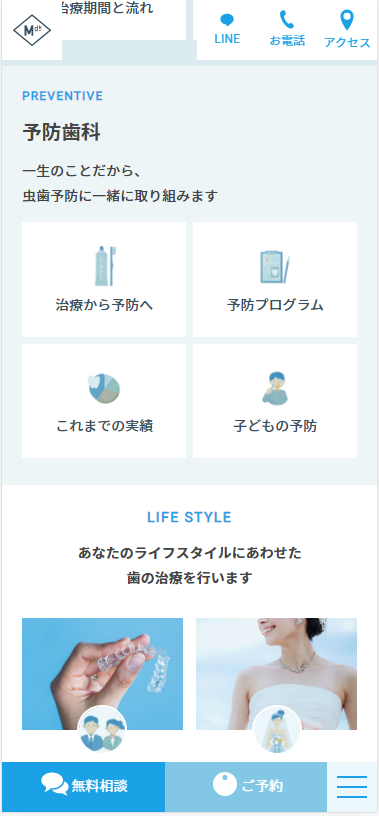 治療期間と流れ
Mdt
LINE
お電話
アクセス
PREVENTIVE
予防歯科
一生のことだから、
虫歯予防に一緒に取り組みます
治療から予防へ
予防プログラム
これまでの実績
子どもの予防
LIFE STYLE
あなたのライフスタイルにあわせた
歯の治療を行います
無料相談
ご予約